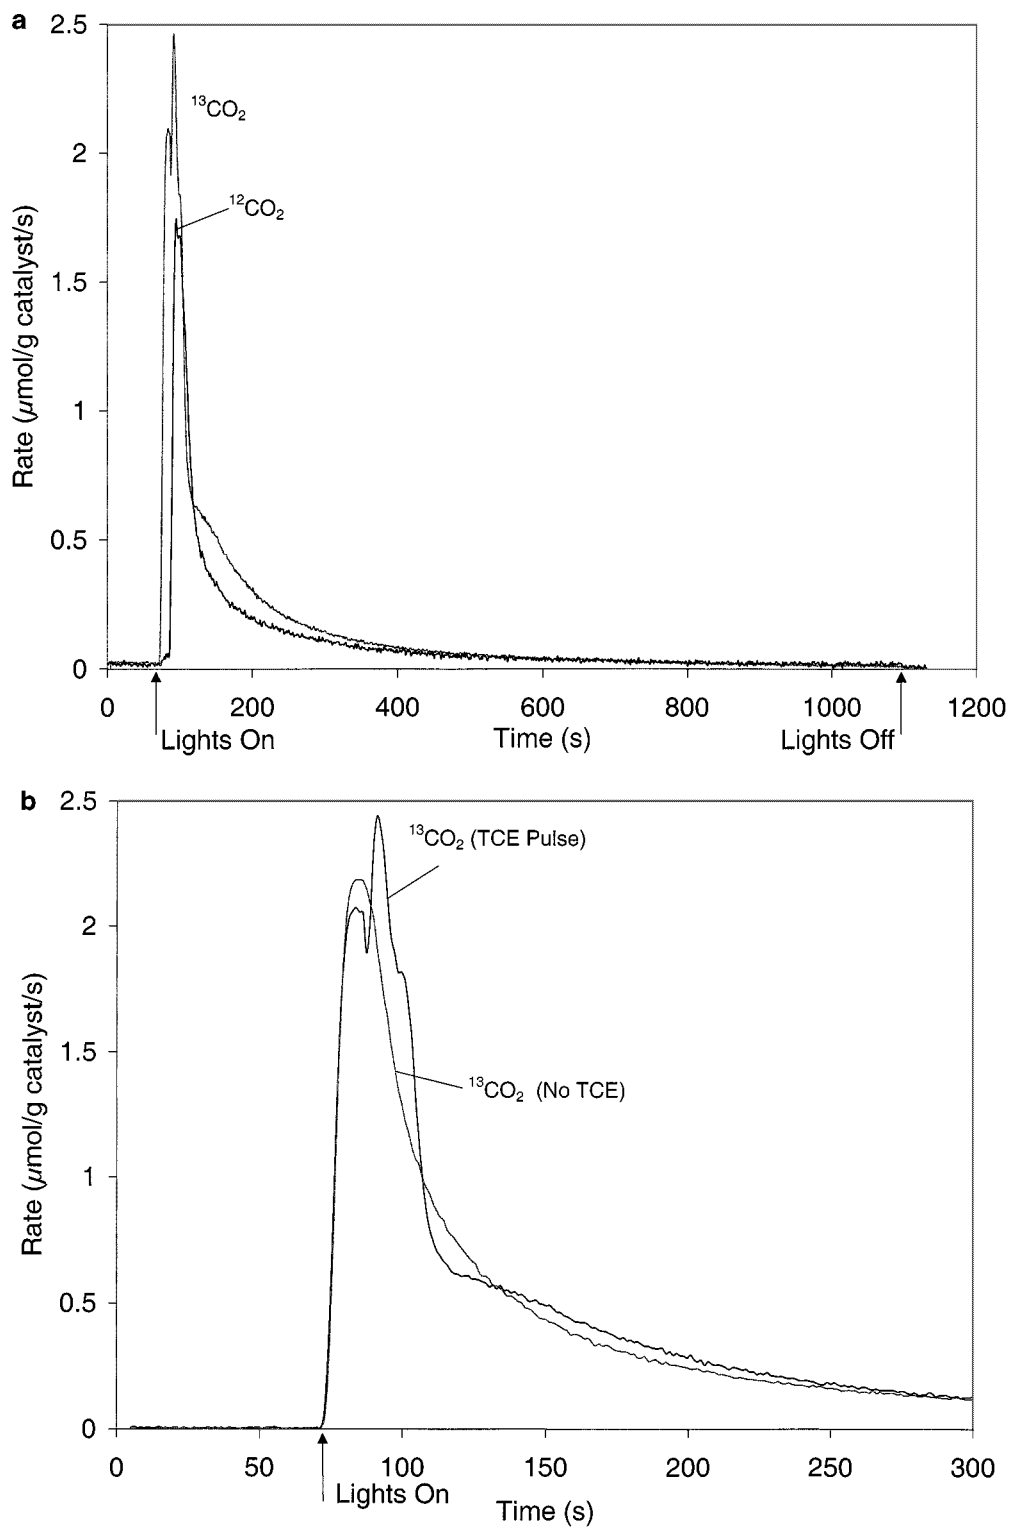 a
2.5
¹³CO₂
2
¹²CO₂
1.5
Rate (μmol/g catalyst/s)
1
0.5
0
0 200 400 600 800 1000 1200
Lights On Time (s) Lights Off
b
2.5
¹³CO₂ (TCE Pulse)
2
1.5
¹³CO₂ (No TCE)
Rate (μmol/g catalyst/s)
1
0.5
0
0 50 100 150 200 250 300
Lights On
Time (s)